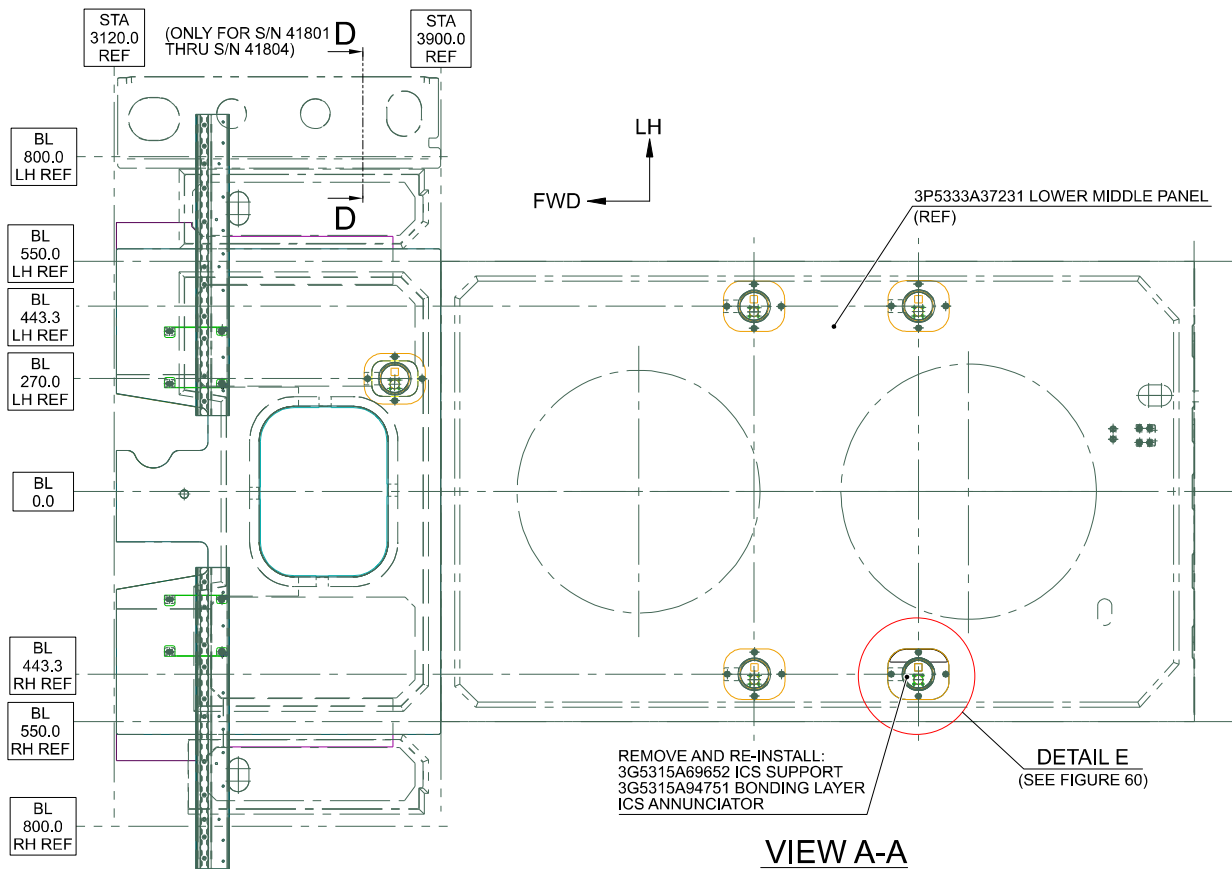 STA
3120.0
REF
(ONLY FOR S/N 41801
THRU S/N 41804)
D
STA
3900.0
REF
BL
800.0
LH REF
LH
FWD
D
3P5333A37231 LOWER MIDDLE PANEL
(REF)
BL
550.0
LH REF
BL
443.3
LH REF
BL
270.0
LH REF
BL
0.0
BL
443.3
RH REF
BL
550.0
RH REF
BL
800.0
RH REF
REMOVE AND RE-INSTALL:
3G5315A69652 ICS SUPPORT
3G5315A94751 BONDING LAYER
ICS ANNUNCIATOR
DETAIL E
(SEE FIGURE 60)
VIEW A-A